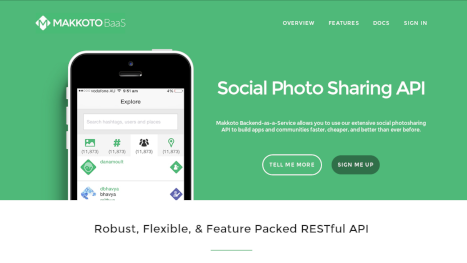 MAKKOTO BaaS
OVERVIEW FEATURES DOCS SIGN IN
vodafone AU 9:51 am
Explore
Search hashtags, users and places
(11,873) (11,873) (11,873) (11,873)
danenvouti
dbhavya
bhavya
Social Photo Sharing API
Makkoto Backend-as-a-Service allows you to use our extensive social photosharing
API to build apps and communities faster, cheaper, and better than ever before.
TELL ME MORE SIGN ME UP
Robust, Flexible, & Feature Packed RESTful API